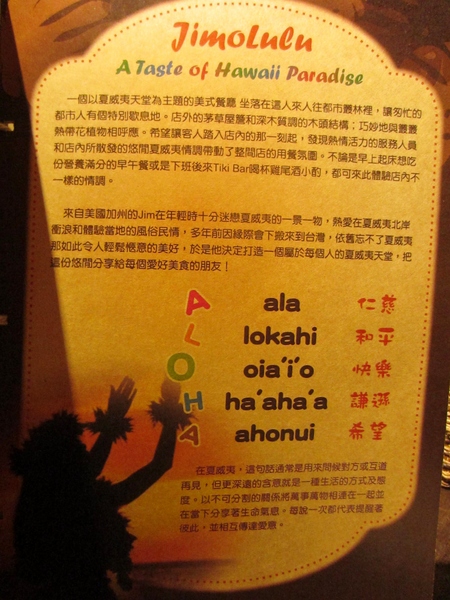 JimoLulu
A Taste of Hawaii Paradise
一個以夏威夷天堂為主題的美式餐廳 坐落在這人來人往都市叢林裡，讓匆忙的
都市人有個特別歇息地。店外的茅草屋簷和深木質調的木頭結構；巧妙地與叢叢
熱帶花植物相呼應。希望讓客人踏入店內的那一刻起，發現熱情活力的服務人員
和店內所散發的悠閒夏威夷情調帶動了整間店的用餐氛圍。不論是早上起床想吃
份營養滿分的早午餐或是下班後來Tiki Bar喝杯雞尾酒小酌，都可來此體驗店內不
一樣的情調。
來自美國加州的Jim在年輕時十分迷戀夏威夷的一景一物，熱愛在夏威夷北岸
衝浪和體驗當地的風俗民情，多年前因緣際會下搬來到台灣，依舊忘不了夏威夷
那如此令人輕鬆愜意的美好，於是他決定打造一個屬於每個人的夏威夷天堂，把
這份悠閒分享給每個愛好美食的朋友！
A ala 仁慈
L lokahi 和平
O oia'i'o 快樂
H ha'aha'a 謙遜
A ahonui 希望
在夏威夷，這句話通常是用來問候對方或互道
再見，但更深遠的含意就是一種生活的方式及態
度。以不可分割的關係將萬事萬物相連在一起並
在當下分享著生命氣息。每說一次都代表提醒著
彼此，並相互傳達愛意。